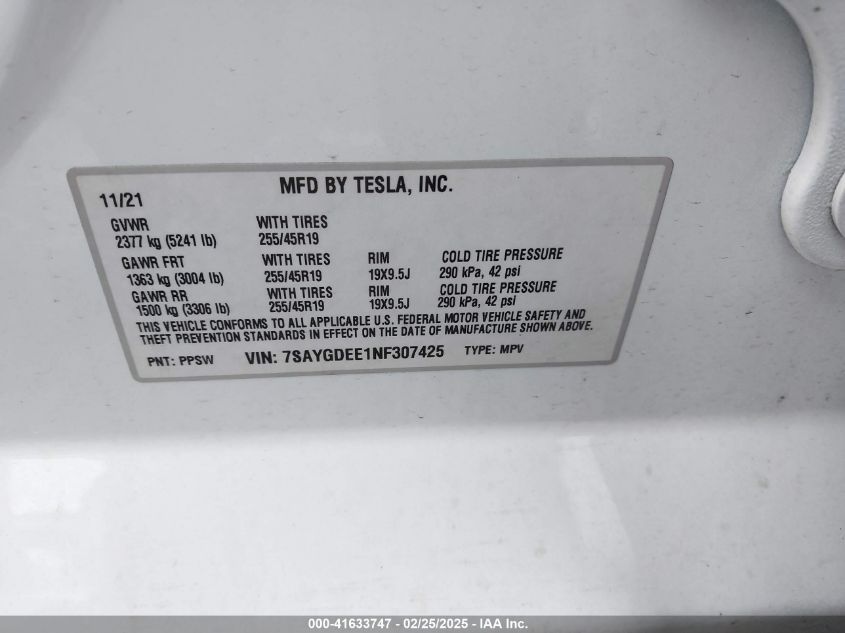 MFD BY TESLA, INC.
11/21
GVWR WITH TIRES
2377 kg (5241 lb) 255/45R19
GAWR FRT WITH TIRES RIM COLD TIRE PRESSURE
1363 kg (3004 lb) 255/45R19 19X9.5J 290 kPa, 42 psi
GAWR RR WITH TIRES RIM COLD TIRE PRESSURE
1500 kg (3306 lb) 255/45R19 19X9.5J 290 kPa, 42 psi
THIS VEHICLE CONFORMS TO ALL APPLICABLE U.S. FEDERAL MOTOR VEHICLE SAFETY AND
THEFT PREVENTION STANDARDS IN EFFECT ON THE DATE OF MANUFACTURE SHOWN ABOVE.
PNT: PPSW VIN: 7SAYGDEE1NF307425 TYPE: MPV
000-41633747 - 02/25/2025 - IAA Inc.